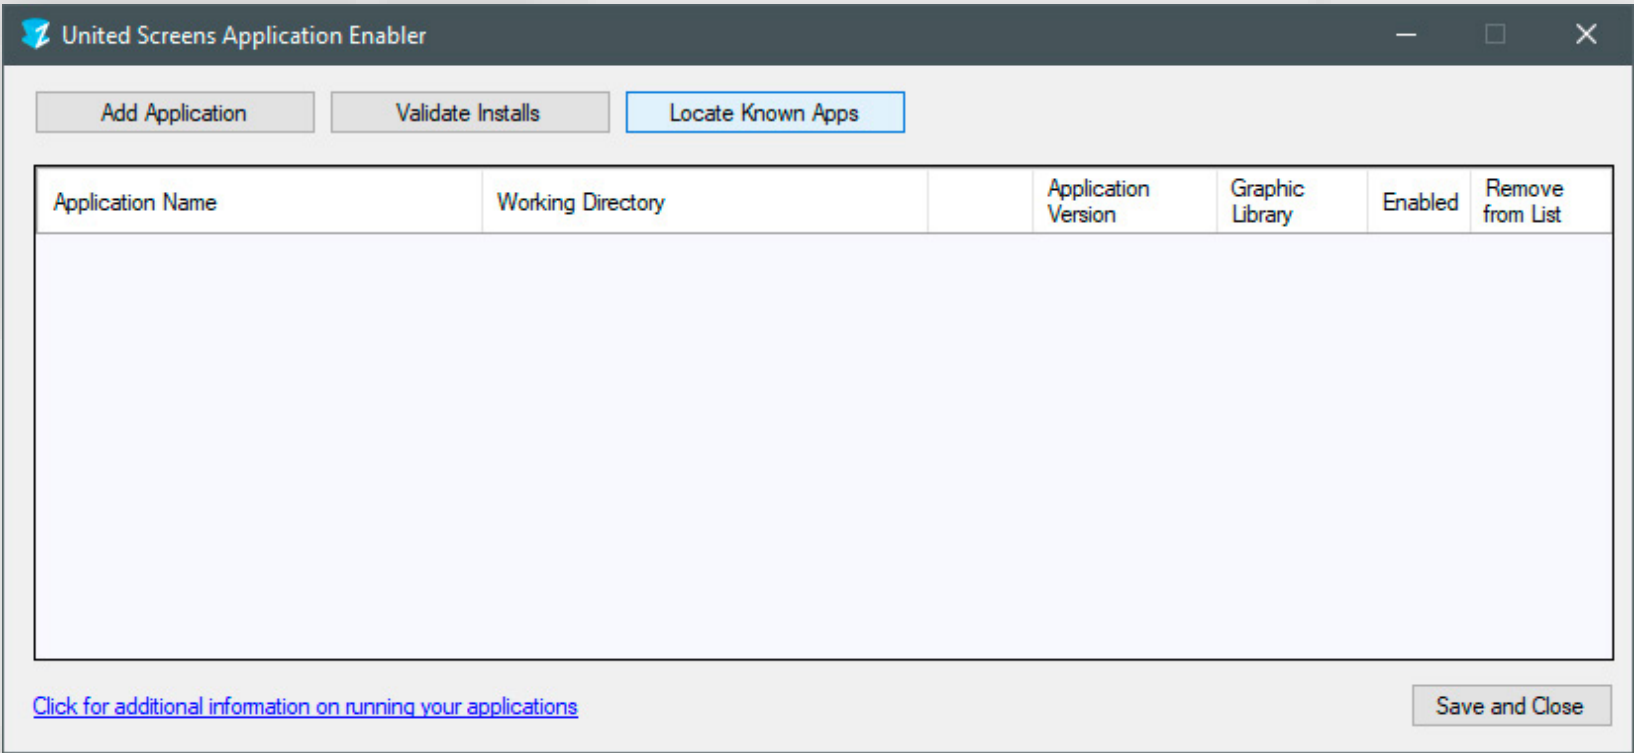 United Screens Application Enabler
Add Application
Validate Installs
Locate Known Apps
Application Name
Working Directory
Application
Version
Graphic
Library
Enabled
Remove
from List
Click for additional information on running your applications
Save and Close